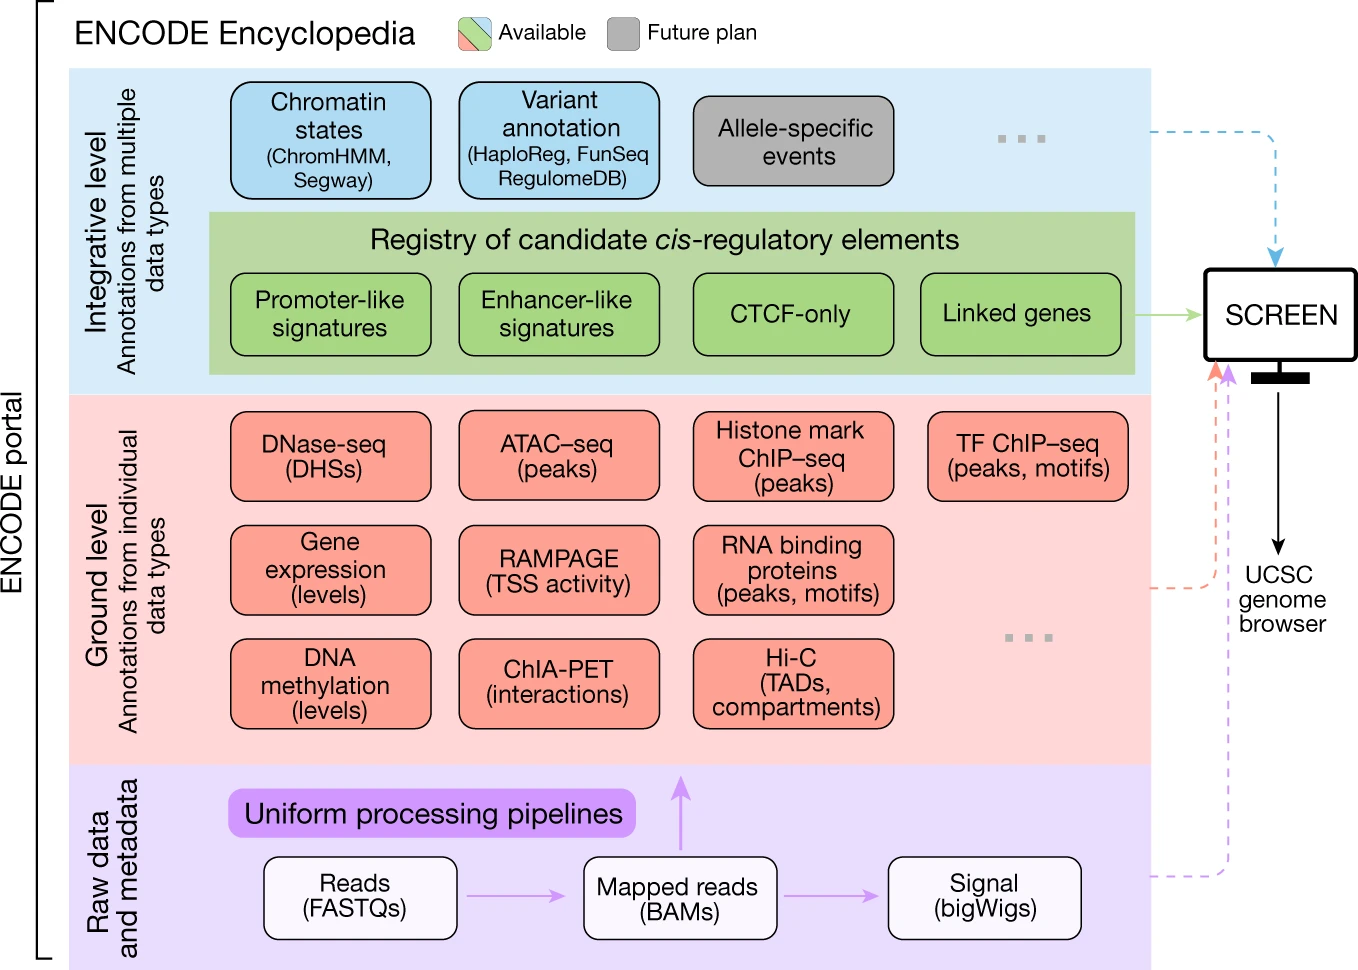 ENCODE Encyclopedia
Available
Future plan
ENCODE portal
Integrative level
Annotations from multiple
data types
Chromatin
states
(ChromHMM,
Segway)
Variant
annotation
(HaploReg, FunSeq
RegulomeDB)
Allele-specific
events
Registry of candidate cis-regulatory elements
Promoter-like
signatures
Enhancer-like
signatures
CTCF-only
Linked genes
SCREEN
UCSC
genome
browser
Ground level
Annotations from individual
data types
DNase-seq
(DHSs)
ATAC–seq
(peaks)
Histone mark
ChIP–seq
(peaks)
TF ChIP–seq
(peaks, motifs)
Gene
expression
(levels)
RAMPAGE
(TSS activity)
RNA binding
proteins
(peaks, motifs)
DNA
methylation
(levels)
ChIA-PET
(interactions)
Hi-C
(TADs,
compartments)
Raw data
and metadata
Uniform processing pipelines
Reads
(FASTQs)
Mapped reads
(BAMs)
Signal
(bigWigs)